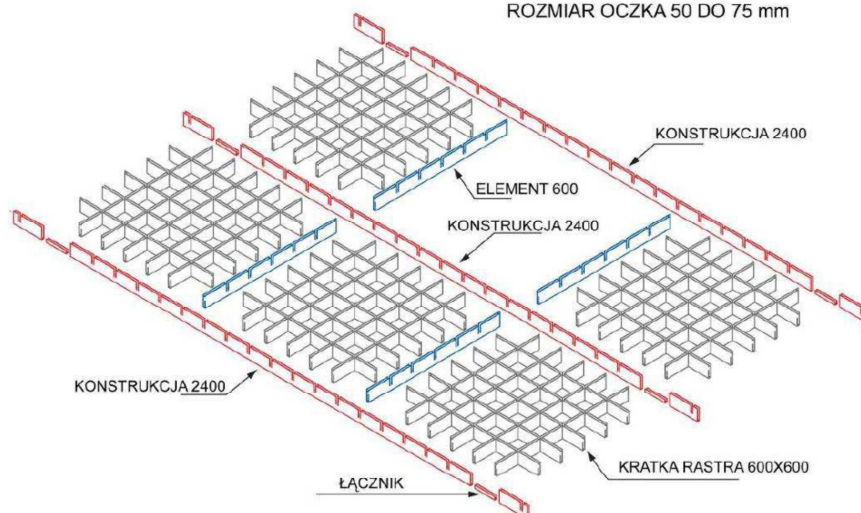 ROZMIAR OCZKA 50 DO 75 mm
KONSTRUKCJA 2400
ELEMENT 600
KONSTRUKCJA 2400
KONSTRUKCJA 2400
KRATKA RASTRA 600X600
ŁĄCZNIK